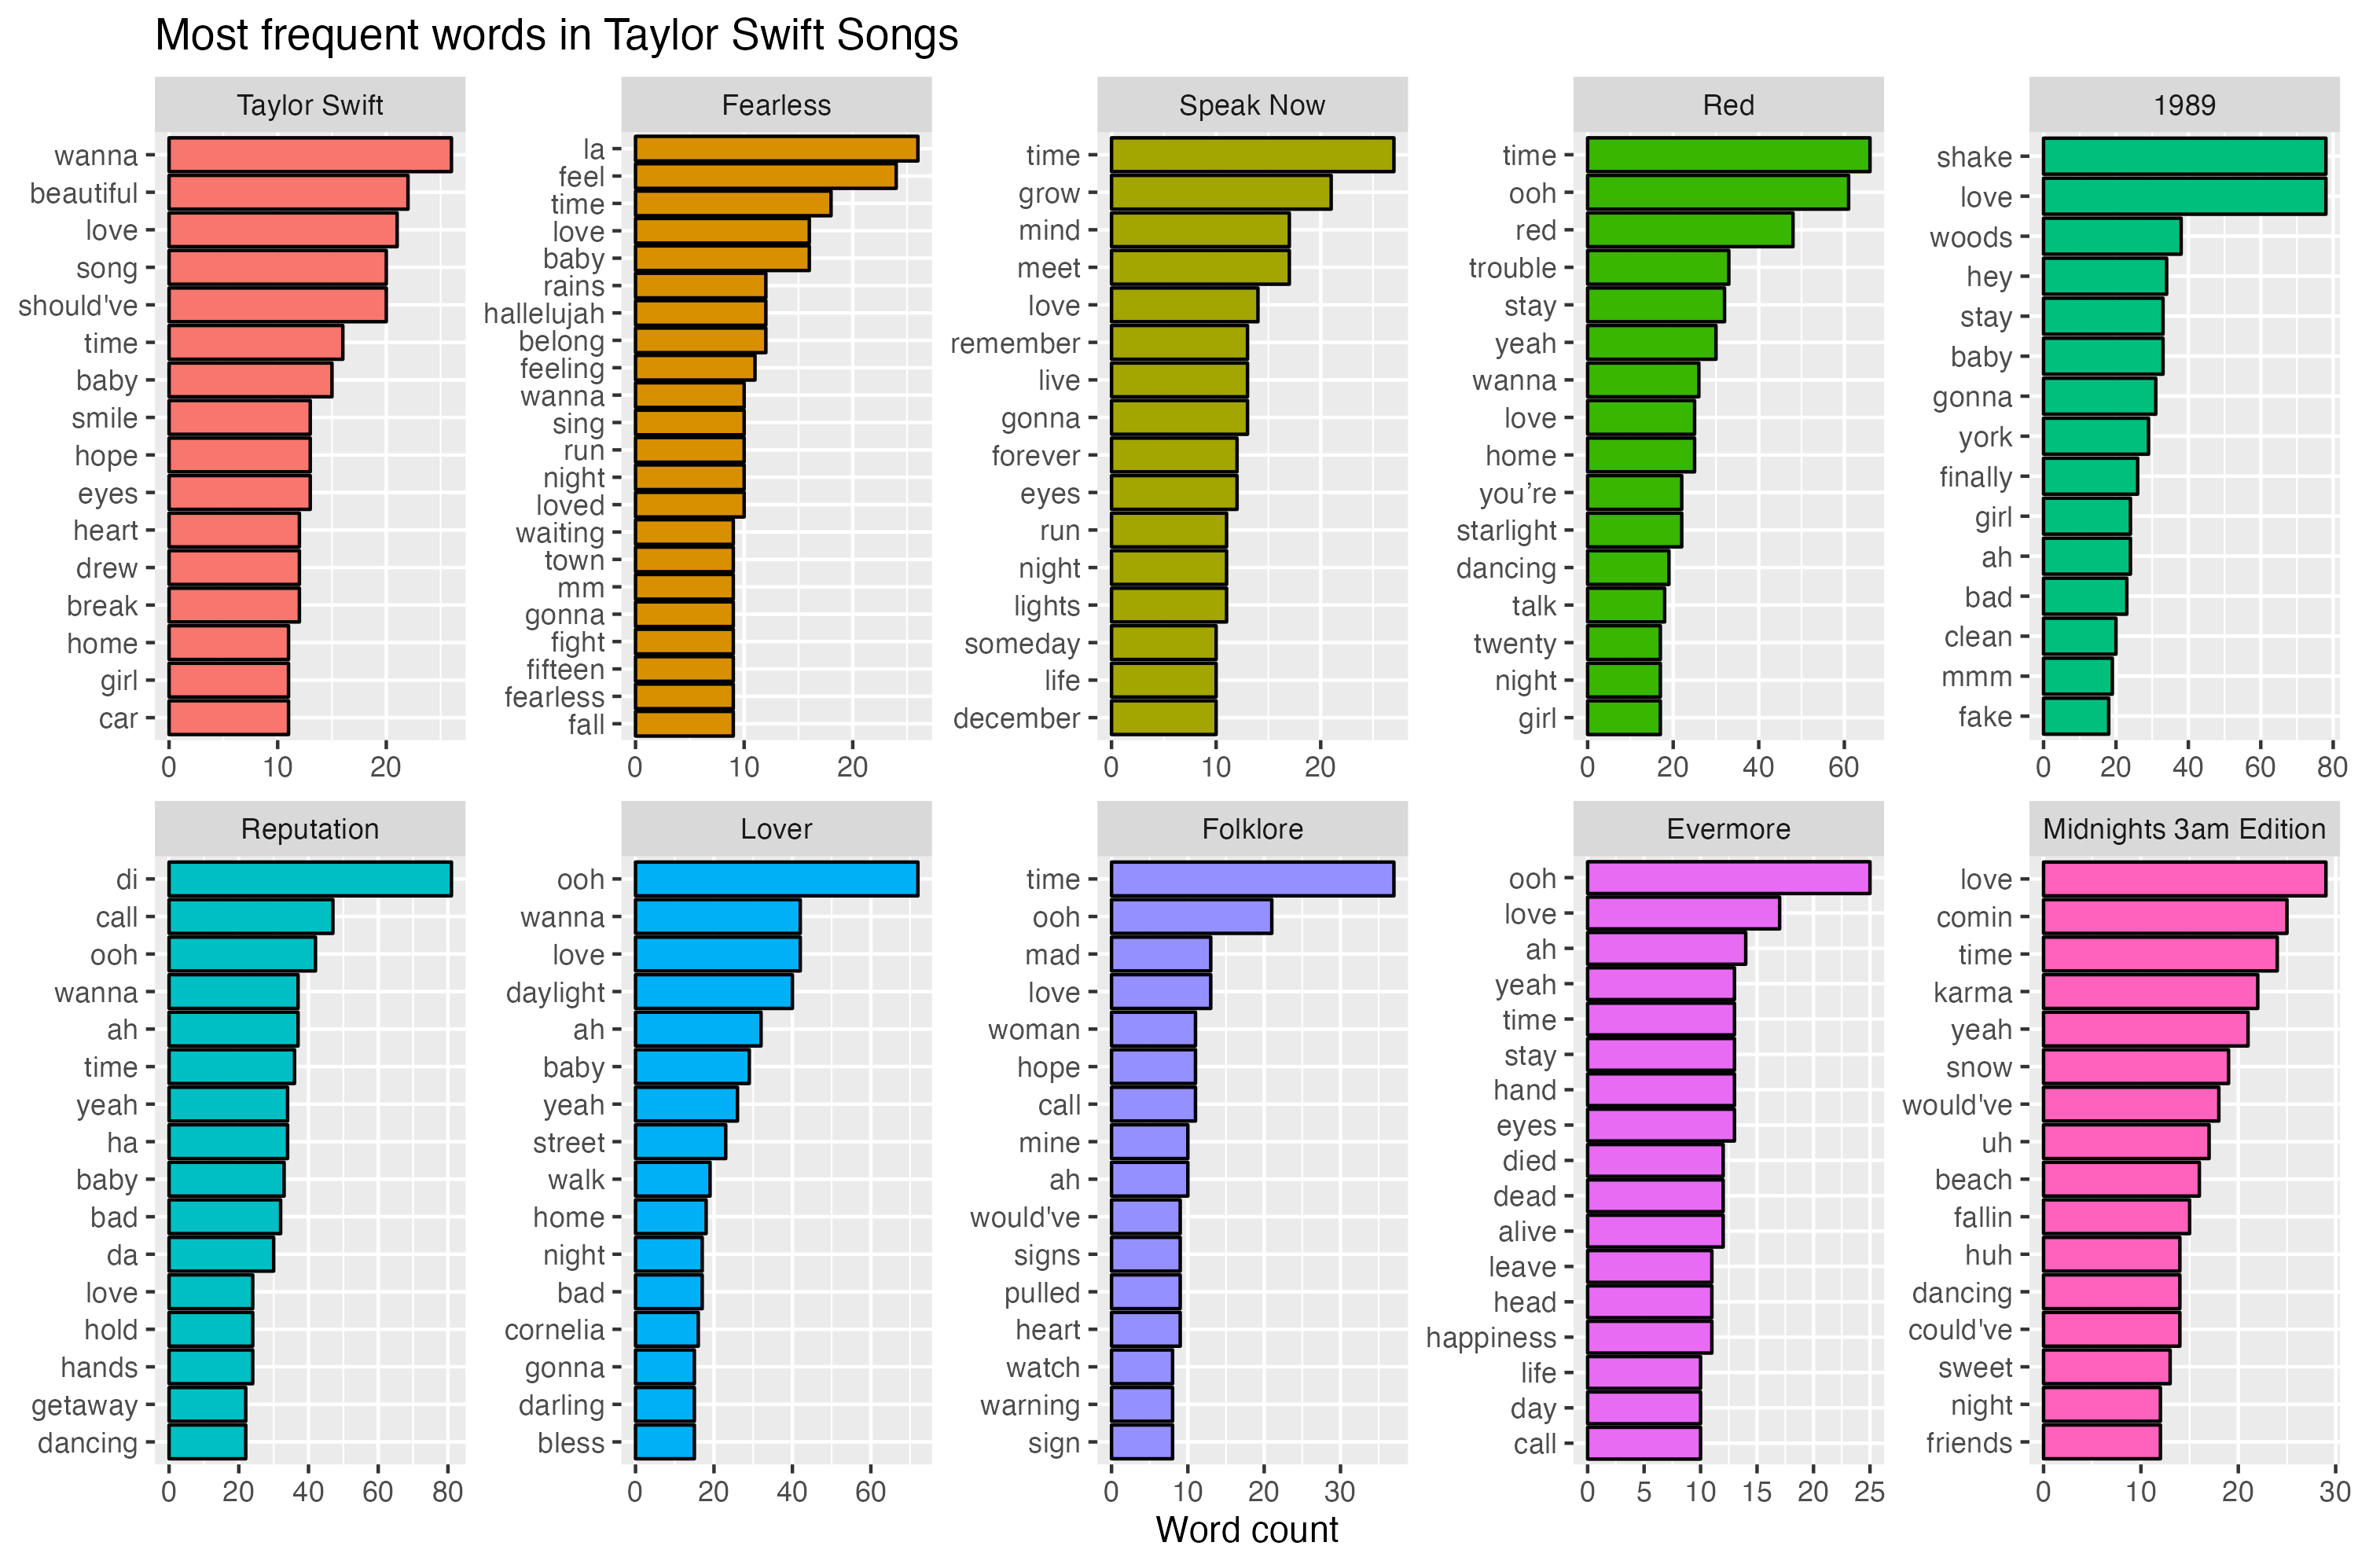 Most frequent words in Taylor Swift Songs
Taylor Swift
wanna
beautiful
love
song
should've
time
baby
smile
hope
eyes
heart
drew
break
home
girl
car
0 10 20
Fearless
la
feel
time
love
baby
rains
hallelujah
belong
feeling
wanna
sing
run
night
loved
waiting
town
mm
gonna
fight
fifteen
fearless
fall
0 10 20
Speak Now
time
grow
mind
meet
love
remember
live
gonna
forever
eyes
run
night
lights
someday
life
december
0 10 20
Red
time
ooh
red
trouble
stay
yeah
wanna
love
home
you’re
starlight
dancing
talk
twenty
night
girl
0 20 40 60
1989
shake
love
woods
hey
stay
baby
gonna
york
finally
girl
ah
bad
clean
mmm
fake
0 20 40 60 80
Reputation
di
call
ooh
wanna
ah
time
yeah
ha
baby
bad
da
love
hold
hands
getaway
dancing
0 20 40 60 80
Lover
ooh
wanna
love
daylight
ah
baby
yeah
street
walk
home
night
bad
cornelia
gonna
darling
bless
0 20 40 60
Folklore
time
ooh
mad
love
woman
hope
call
mine
ah
would've
signs
pulled
heart
watch
warning
sign
0 10 20 30
Evermore
ooh
love
ah
yeah
time
stay
hand
eyes
died
dead
alive
leave
head
happiness
life
day
call
0 5 10 15 20 25
Midnights 3am Edition
love
comin
time
karma
yeah
snow
would've
uh
beach
fallin
huh
dancing
could've
sweet
night
friends
0 10 20 30
Word count